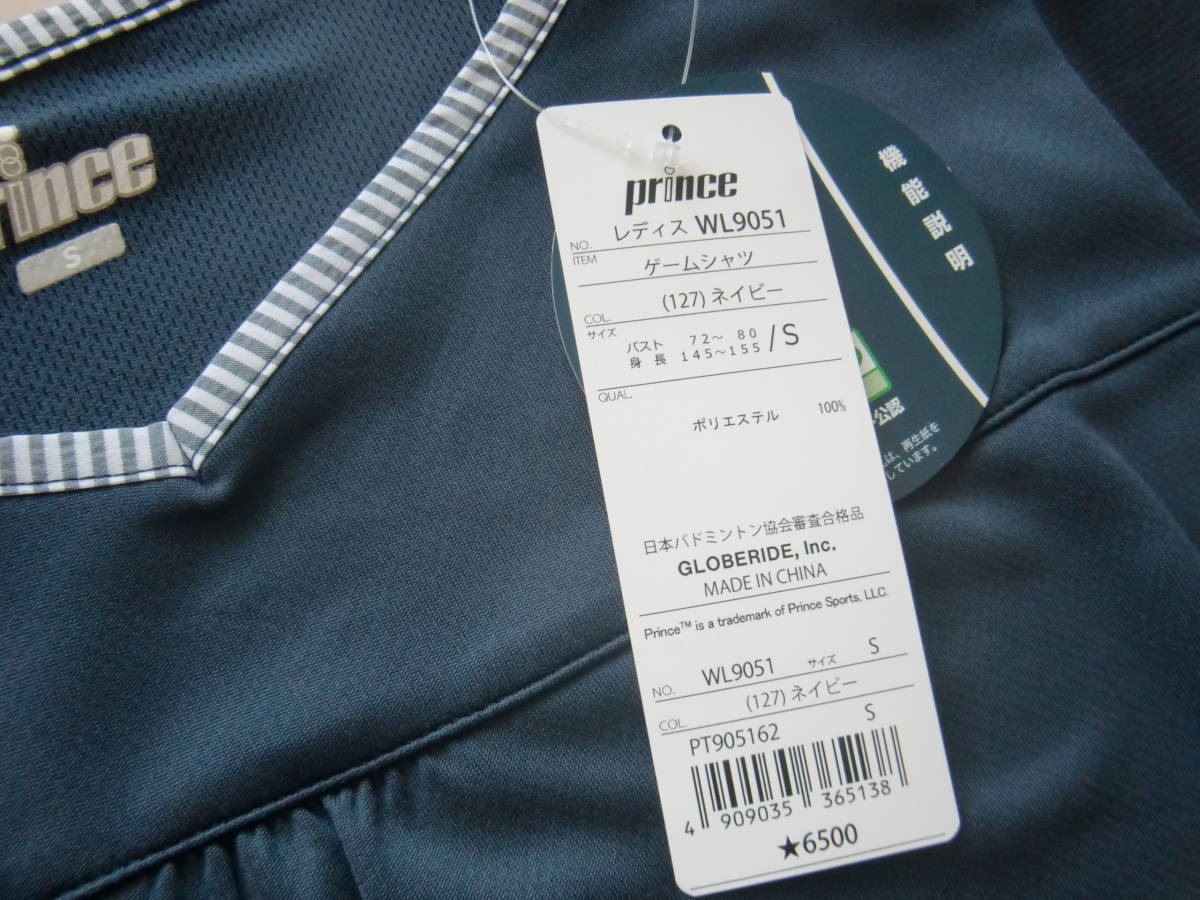 prince
S
prince
NO. レディス WL9051
ITEM ゲームシャツ
COL. (127) ネイビー
サイズ バスト 72～ 80 /S
身長 145～155
QUAL.
ポリエステル 100%
日本バドミントン協会審査合格品
GLOBERIDE, Inc.
MADE IN CHINA
Prince™ is a trademark of Prince Sports, LLC.
NO. WL9051 サイズ S
COL. (127) ネイビー
PT905162 S
4 909035 365138
★6500
機能説明
公認
は、再生紙を
しています。